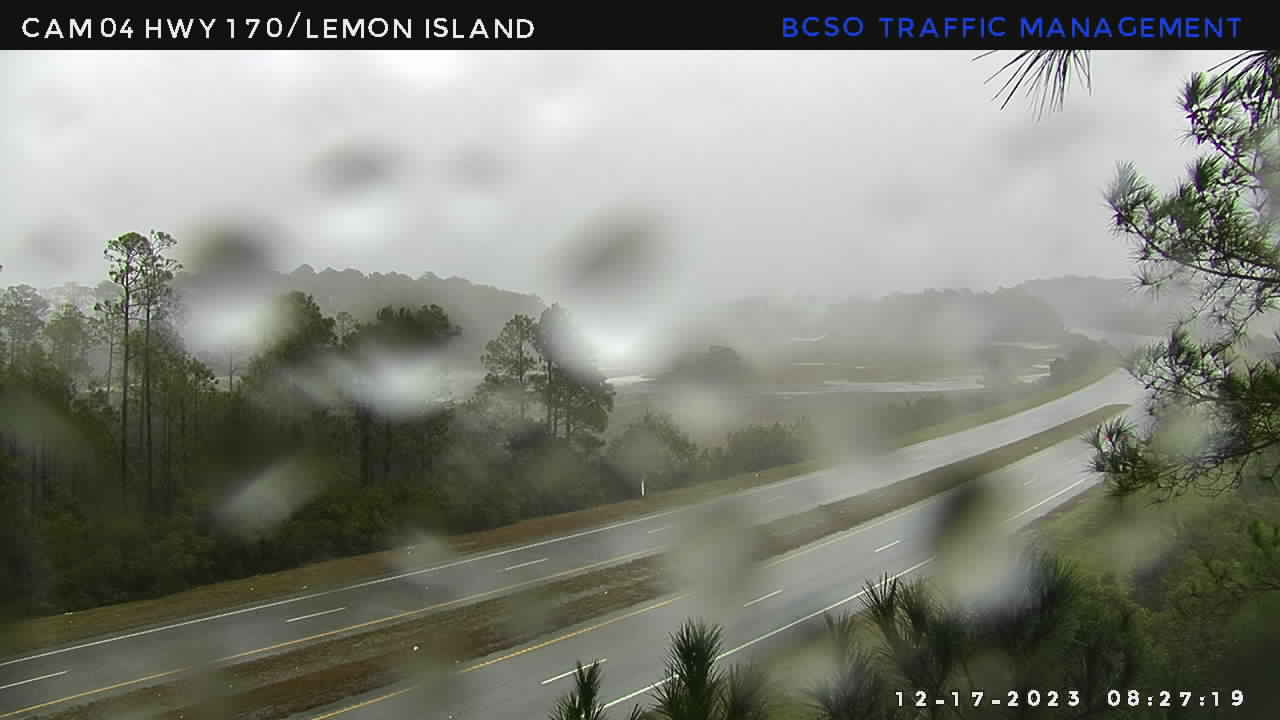 CAM04 HWY 170/LEMON ISLAND
BCSO TRAFFIC MANAGEMENT
12-17-2023 08:27:19